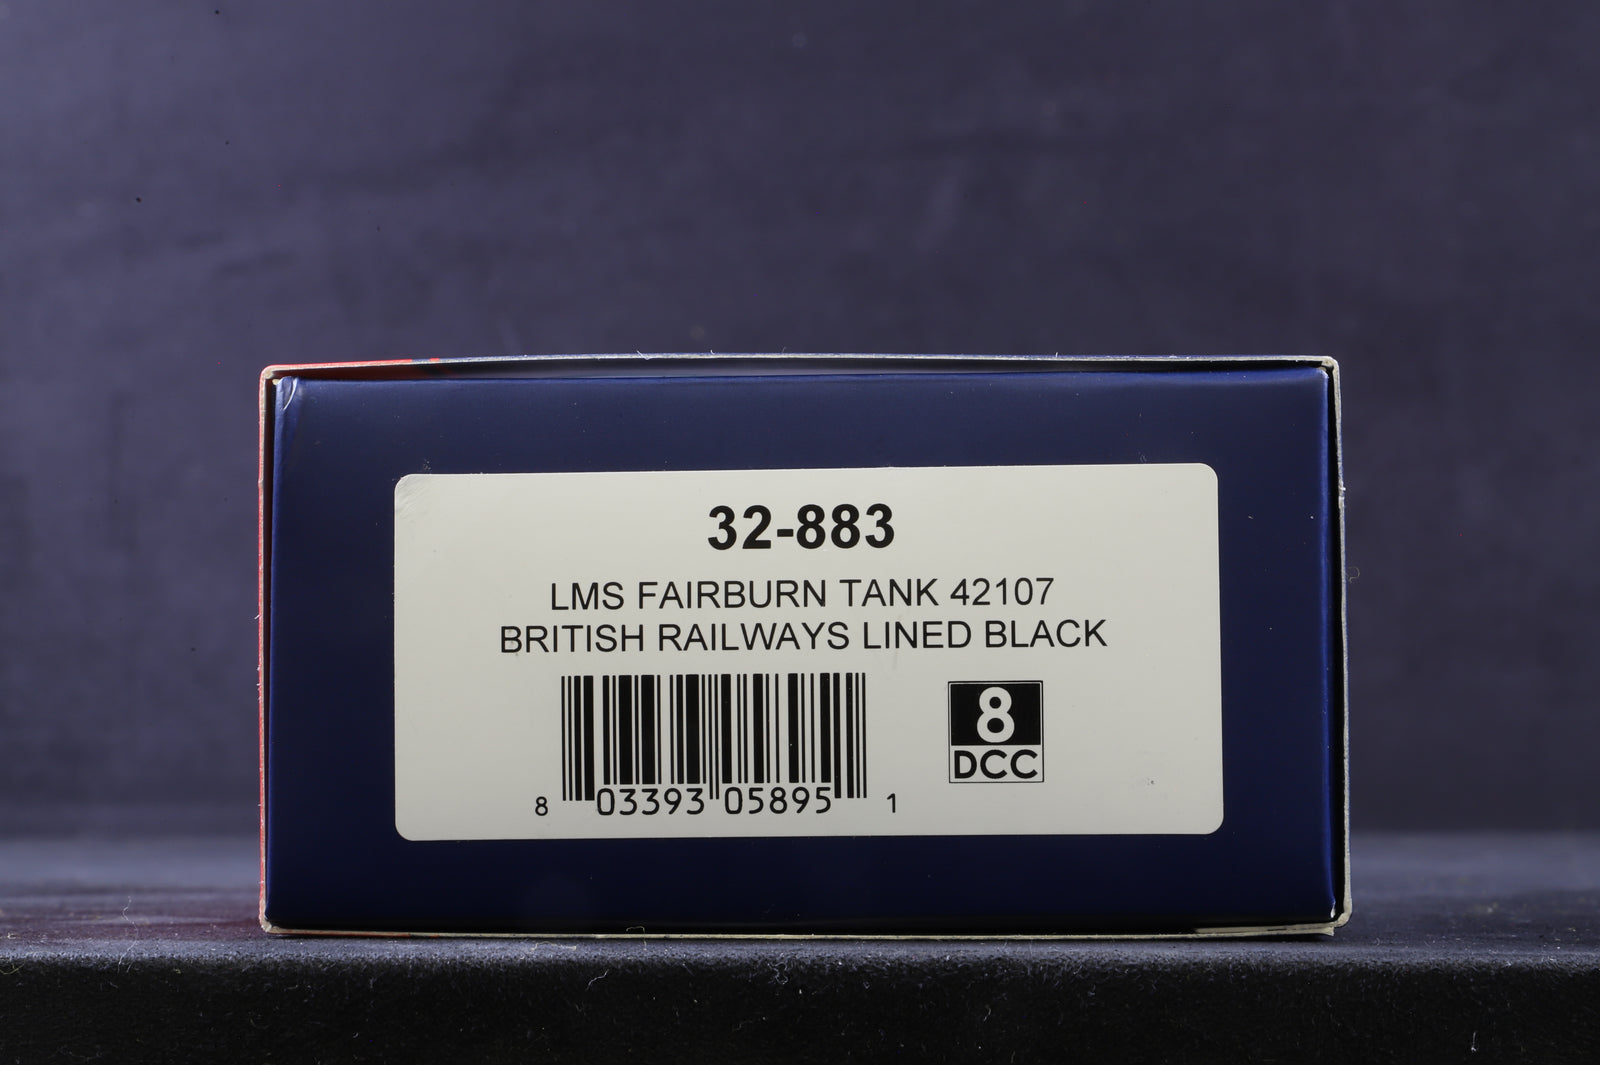 32-883
LMS FAIRBURN TANK 42107
BRITISH RAILWAYS LINED BLACK
8 03393 05895 1
8
DCC